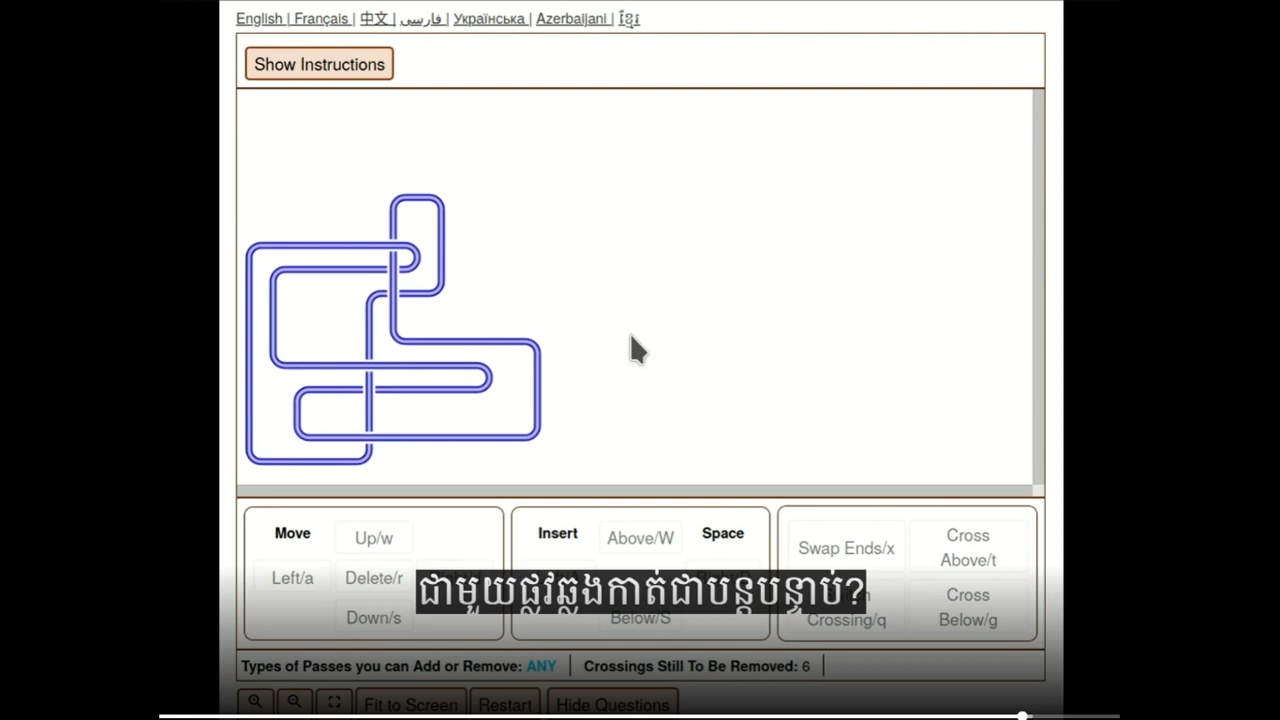 English | Français | 中文 | فارسی | Українська | Azerbaijani | ខ្មែរ
Show Instructions
Move
Up/w
Left/a
Delete/r
Down/s
Insert
Above/W
Space
Below/S
Swap Ends/x
Cross Above/t
Crossing/q
Cross Below/g
ជាមួយផ្លូវឆ្លងកាត់ជាបន្តបន្ទាប់?
Types of Passes you can Add or Remove: ANY
Crossings Still To Be Removed: 6
Fit to Screen
Restart
Hide Questions